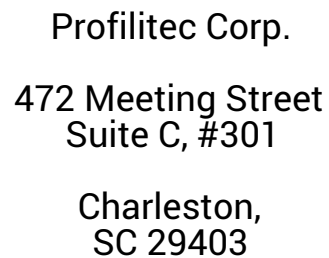 Profilitec Corp.
472 Meeting Street
Suite C, #301
Charleston,
SC 29403